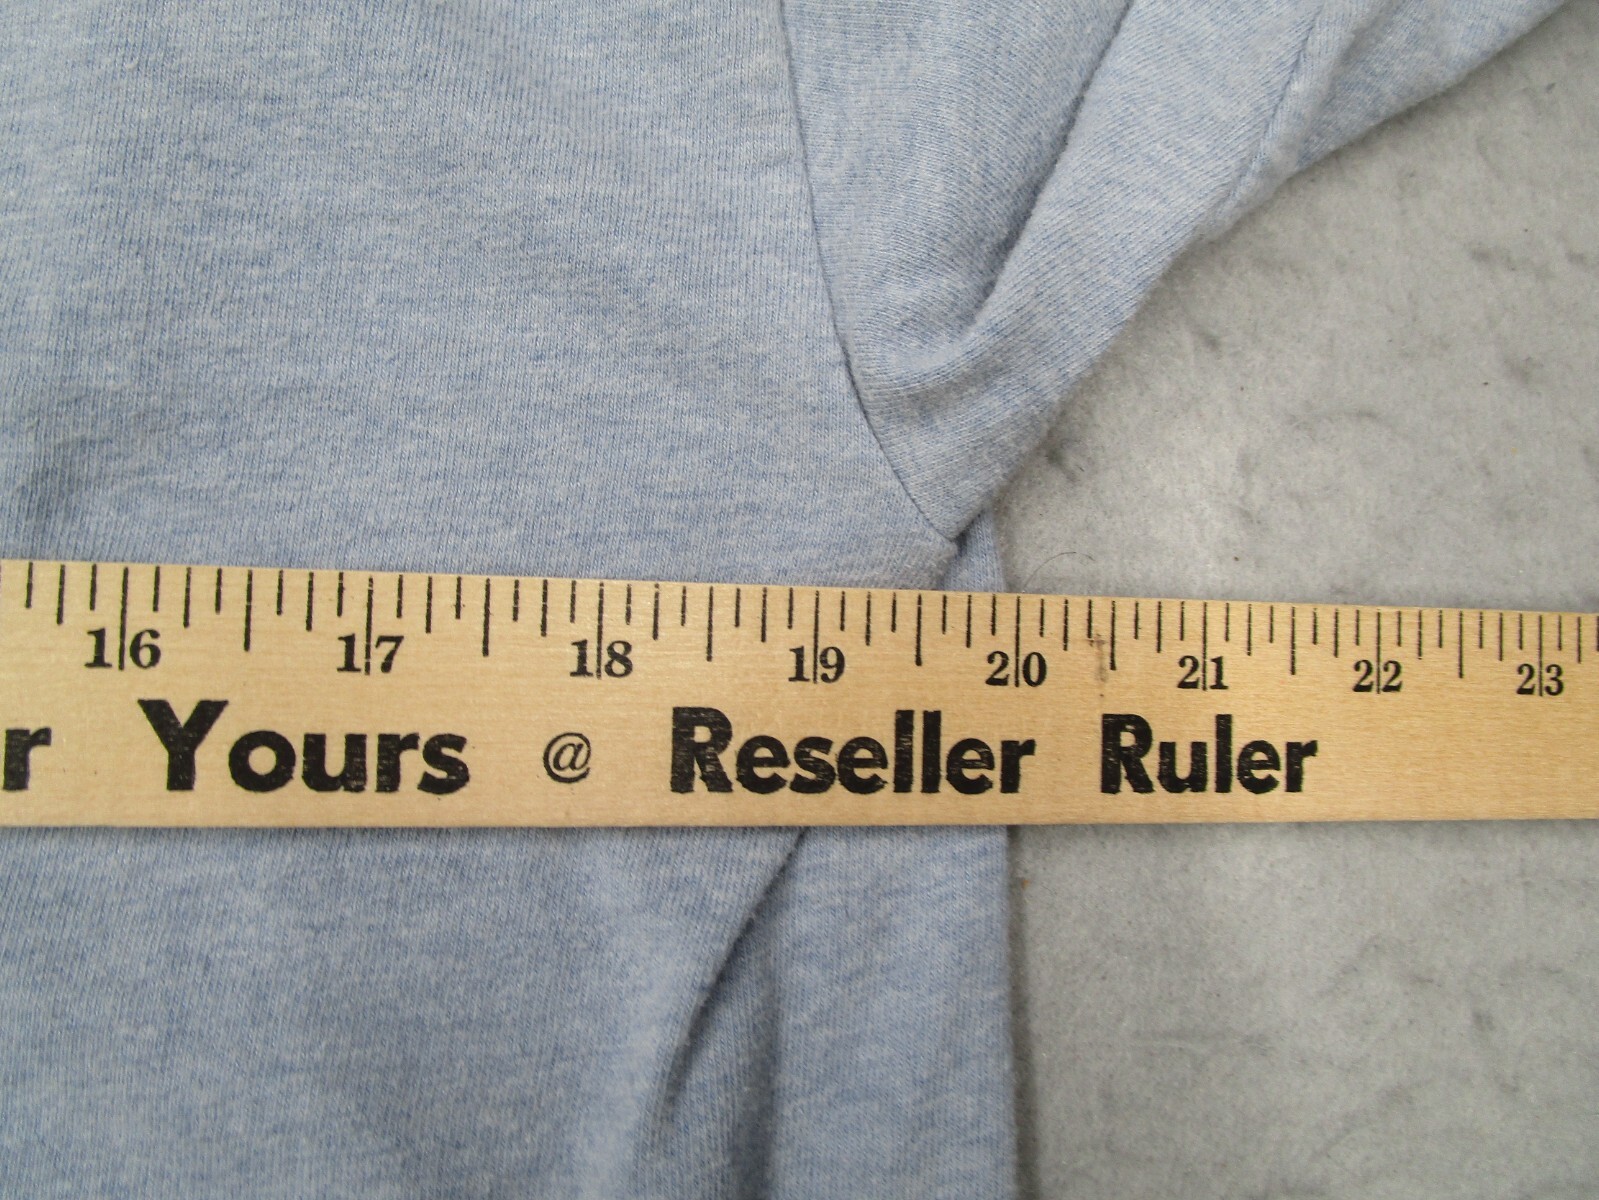 16 17 18 19 20 21 22 23
r Yours @ Reseller Ruler